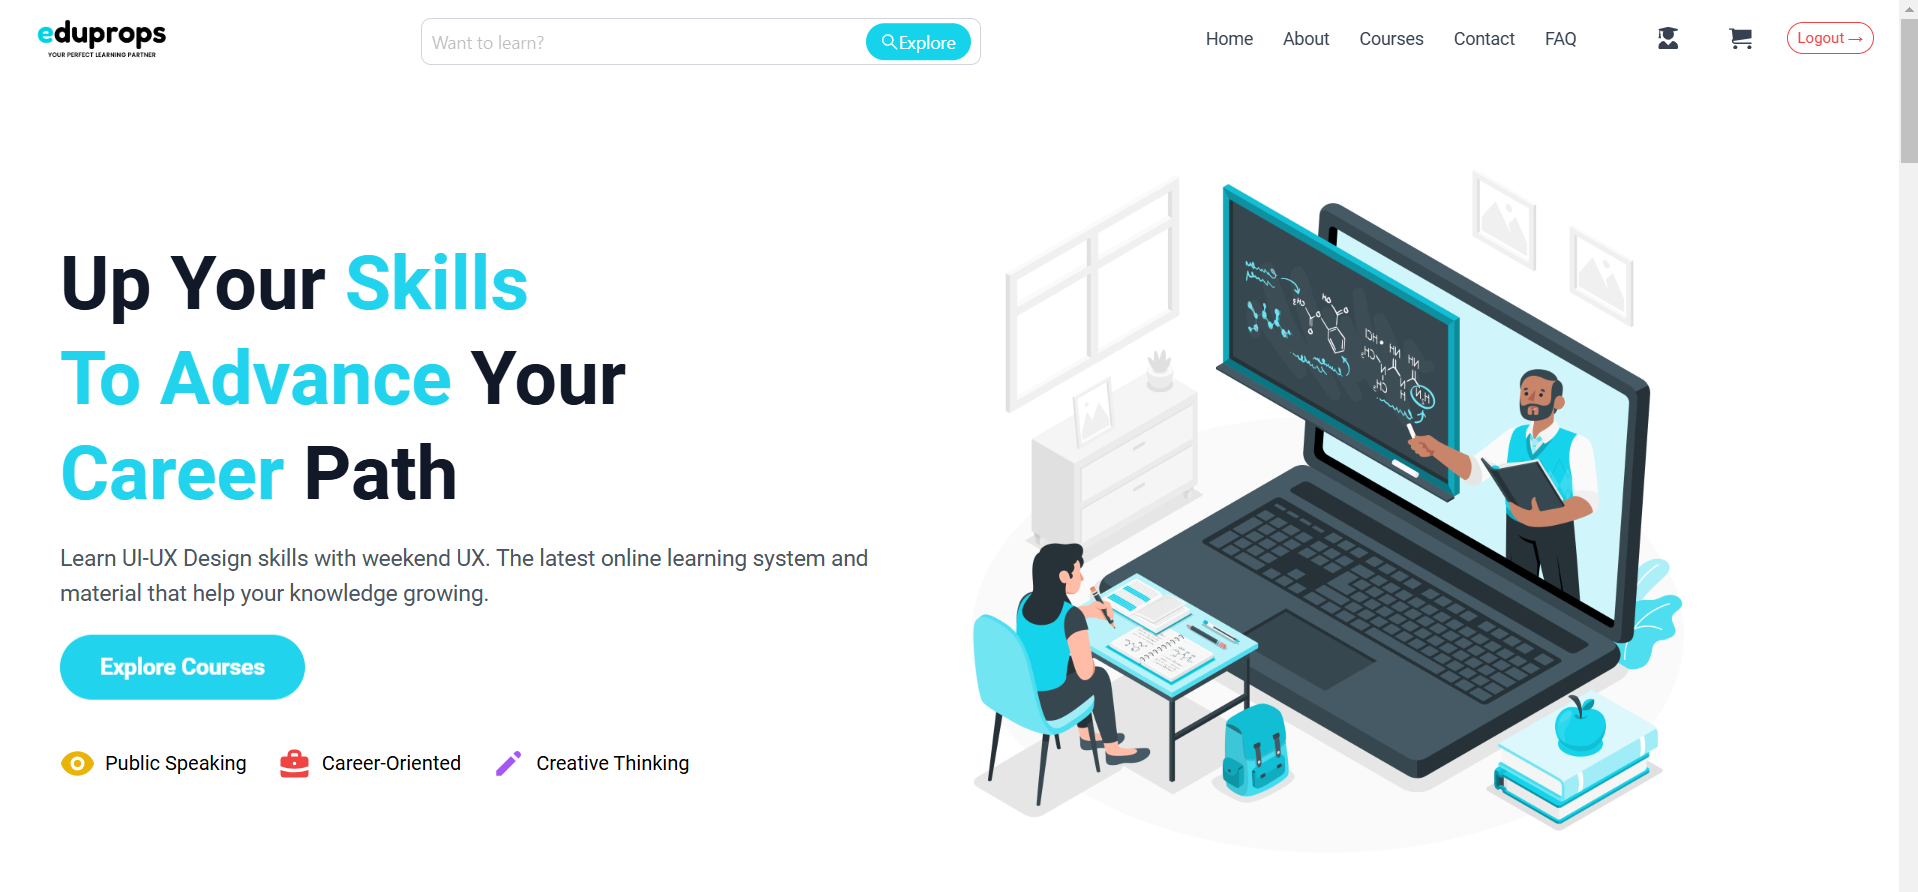 eduprops
YOUR PERFECT LEARNING PARTNER
Want to learn?
Explore
Home
About
Courses
Contact
FAQ
Logout →
Up Your Skills
To Advance Your
Career Path
Learn UI-UX Design skills with weekend UX. The latest online learning system and
material that help your knowledge growing.
Explore Courses
Public Speaking
Career-Oriented
Creative Thinking